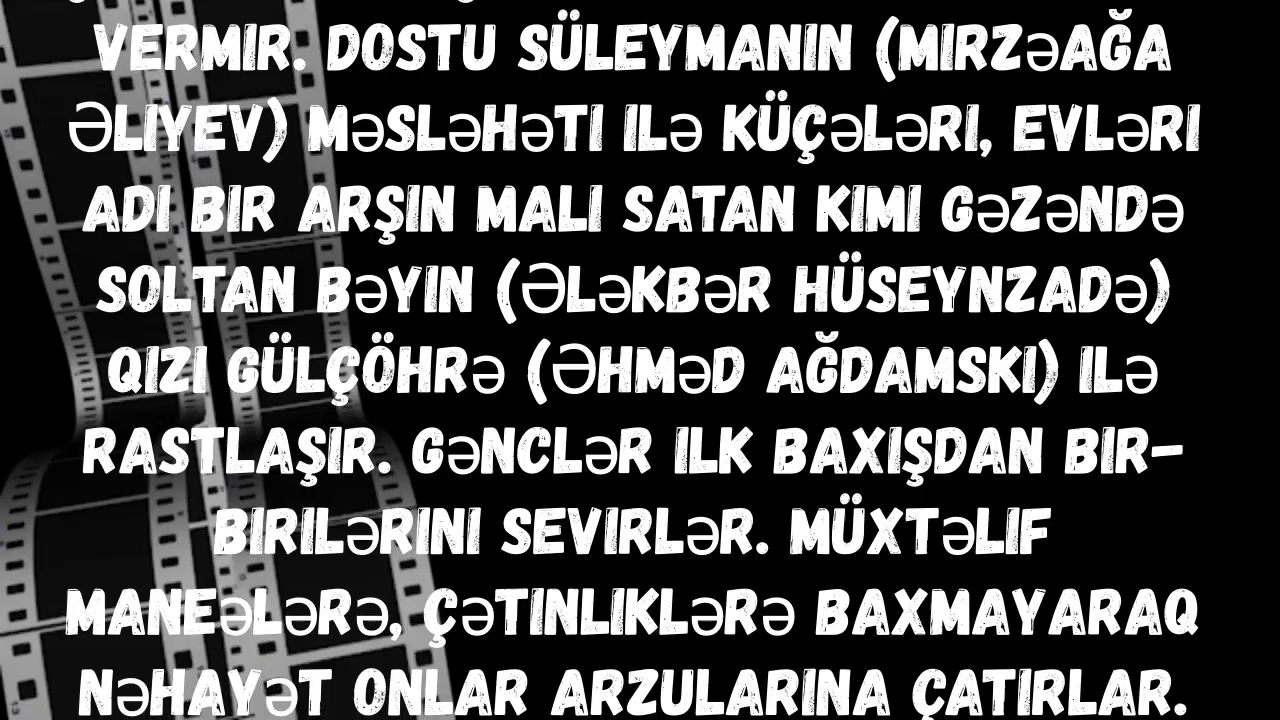 VERMIR. DOSTU SÜLEYMANIN (MIRZƏAĞA
ƏLIYEV) MƏSLƏHƏTI ILƏ KÜÇƏLƏRI, EVLƏRI
ADI BIR ARŞIN MALI SATAN KIMI GƏZƏNDƏ
SOLTAN BƏYIN (ƏLƏKBƏR HÜSEYNZADƏ)
QIZI GÜLÇÖHRƏ (ƏHMƏD AĞDAMSKI) ILƏ
RASTLAŞIR. GƏNCLƏR ILK BAXIŞDAN BIR-
BIRILƏRINI SEVIRLƏR. MÜXTƏLIF
MANEƏLƏRƏ, ÇƏTINLIKLƏRƏ BAXMAYARAQ
NƏHAYƏT ONLAR ARZULARINA ÇATIRLAR.